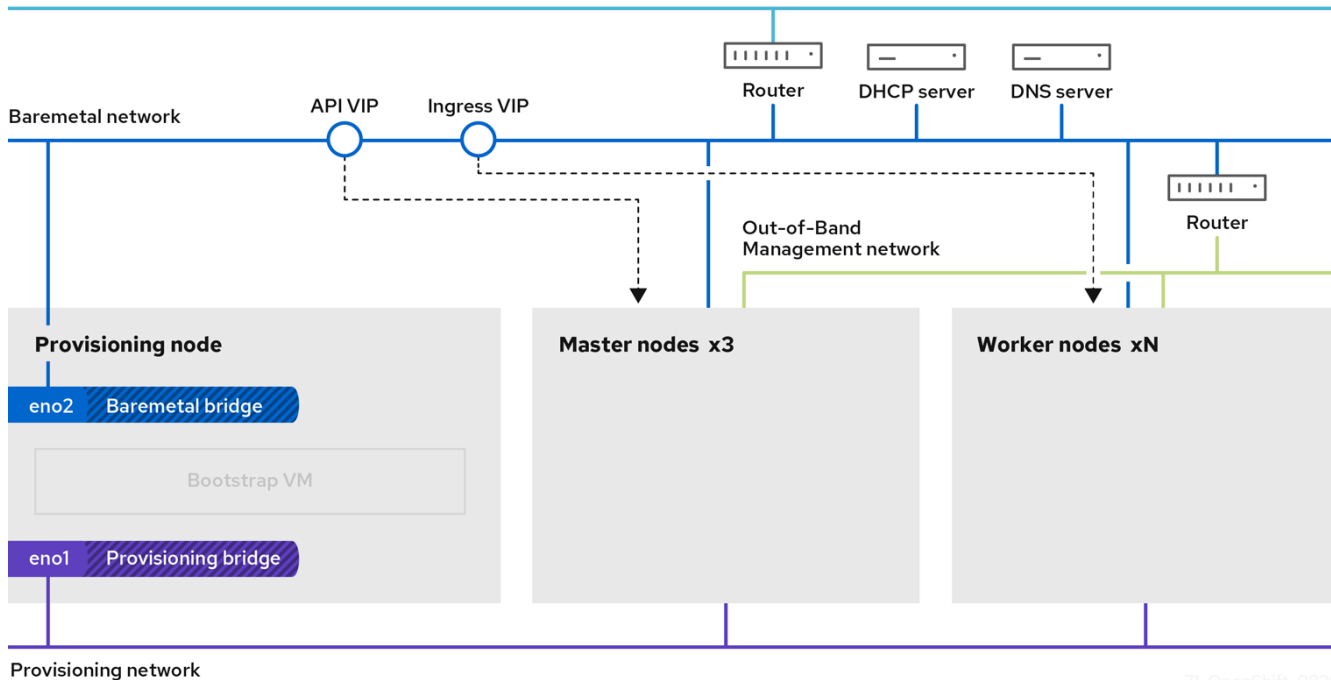 Router
DHCP server
DNS server
API VIP
Ingress VIP
Baremetal network
Router
Out-of-Band
Management network
Provisioning node
Master nodes x3
Worker nodes xN
eno2
Baremetal bridge
Bootstrap VM
eno1
Provisioning bridge
Provisioning network